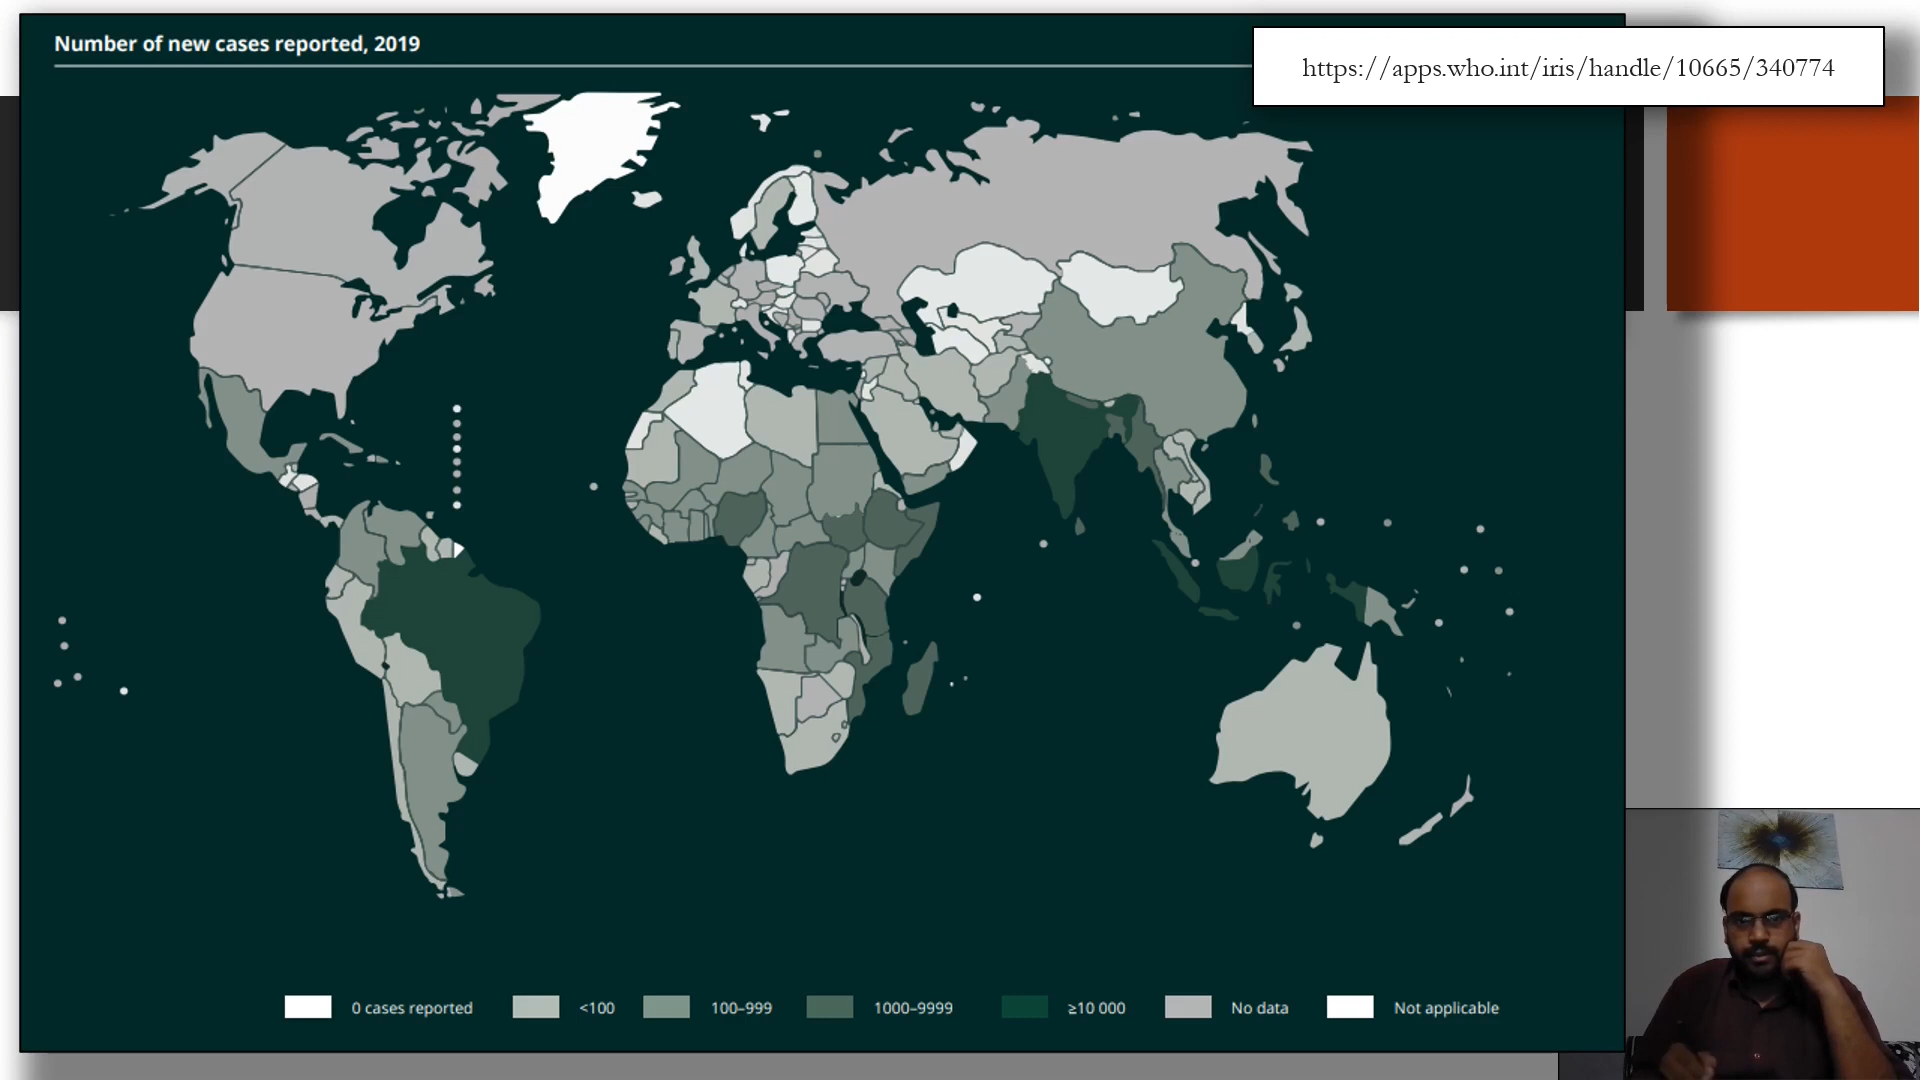 Number of new cases reported, 2019
https://apps.who.int/iris/handle/10665/340774
0 cases reported
<100
100–999
1000–9999
≥10 000
No data
Not applicable